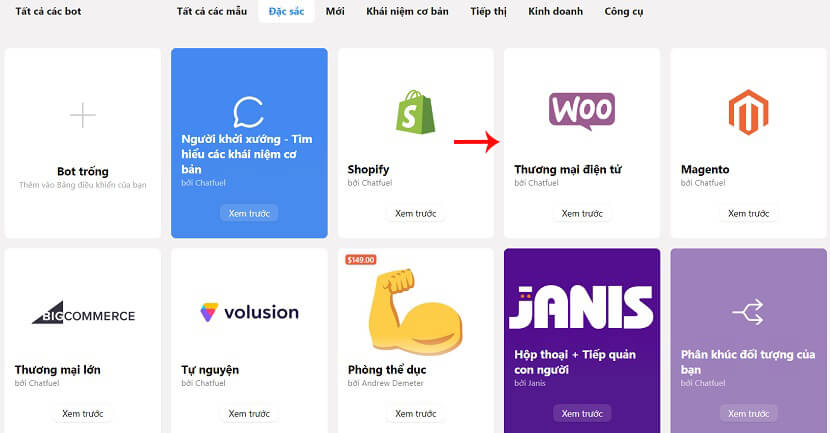 Tất cả các bot
Tất cả các mẫu Đặc sắc Mới Khái niệm cơ bản Tiếp thị Kinh doanh Công cụ
Bot trống
Thêm vào Bảng điều khiển của bạn
Người khởi xướng - Tìm
hiểu các khái niệm cơ
bản
bởi Chatfuel
Xem trước
S
Shopify
bởi Chatfuel
Xem trước
WOO
Thương mại điện tử
bởi Chatfuel
Xem trước
Magento
bởi Chatfuel
Xem trước
BIGCOMMERCE
Thương mại lớn
bởi Chatfuel
Xem trước
volusion
Tự nguyện
bởi Chatfuel
Xem trước
$149.00
Phòng thể dục
bởi Andrew Demeter
Xem trước
JANIS
Hộp thoại + Tiếp quản
con người
bởi Janis
Xem trước
Phân khúc đối tượng của
bạn
bởi Chatfuel
Xem trước